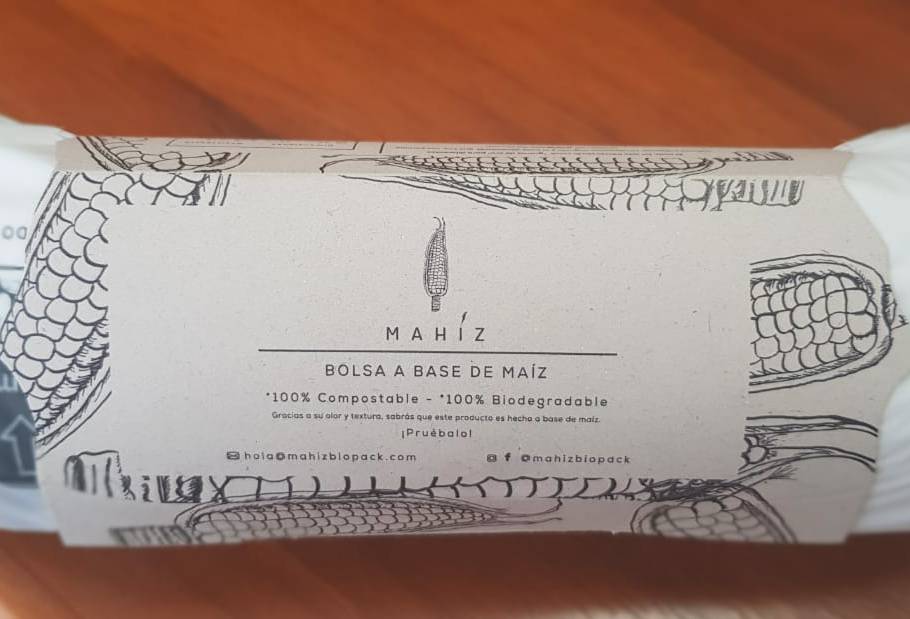 MAHÍZ
BOLSA A BASE DE MAÍZ
*100% Compostable - *100% Biodegradable
Gracias a su olor y textura, sabrás que este producto es hecho a base de maíz.
¡Pruébalo!
hola@mahizbiopack.com
@mahizbiopack